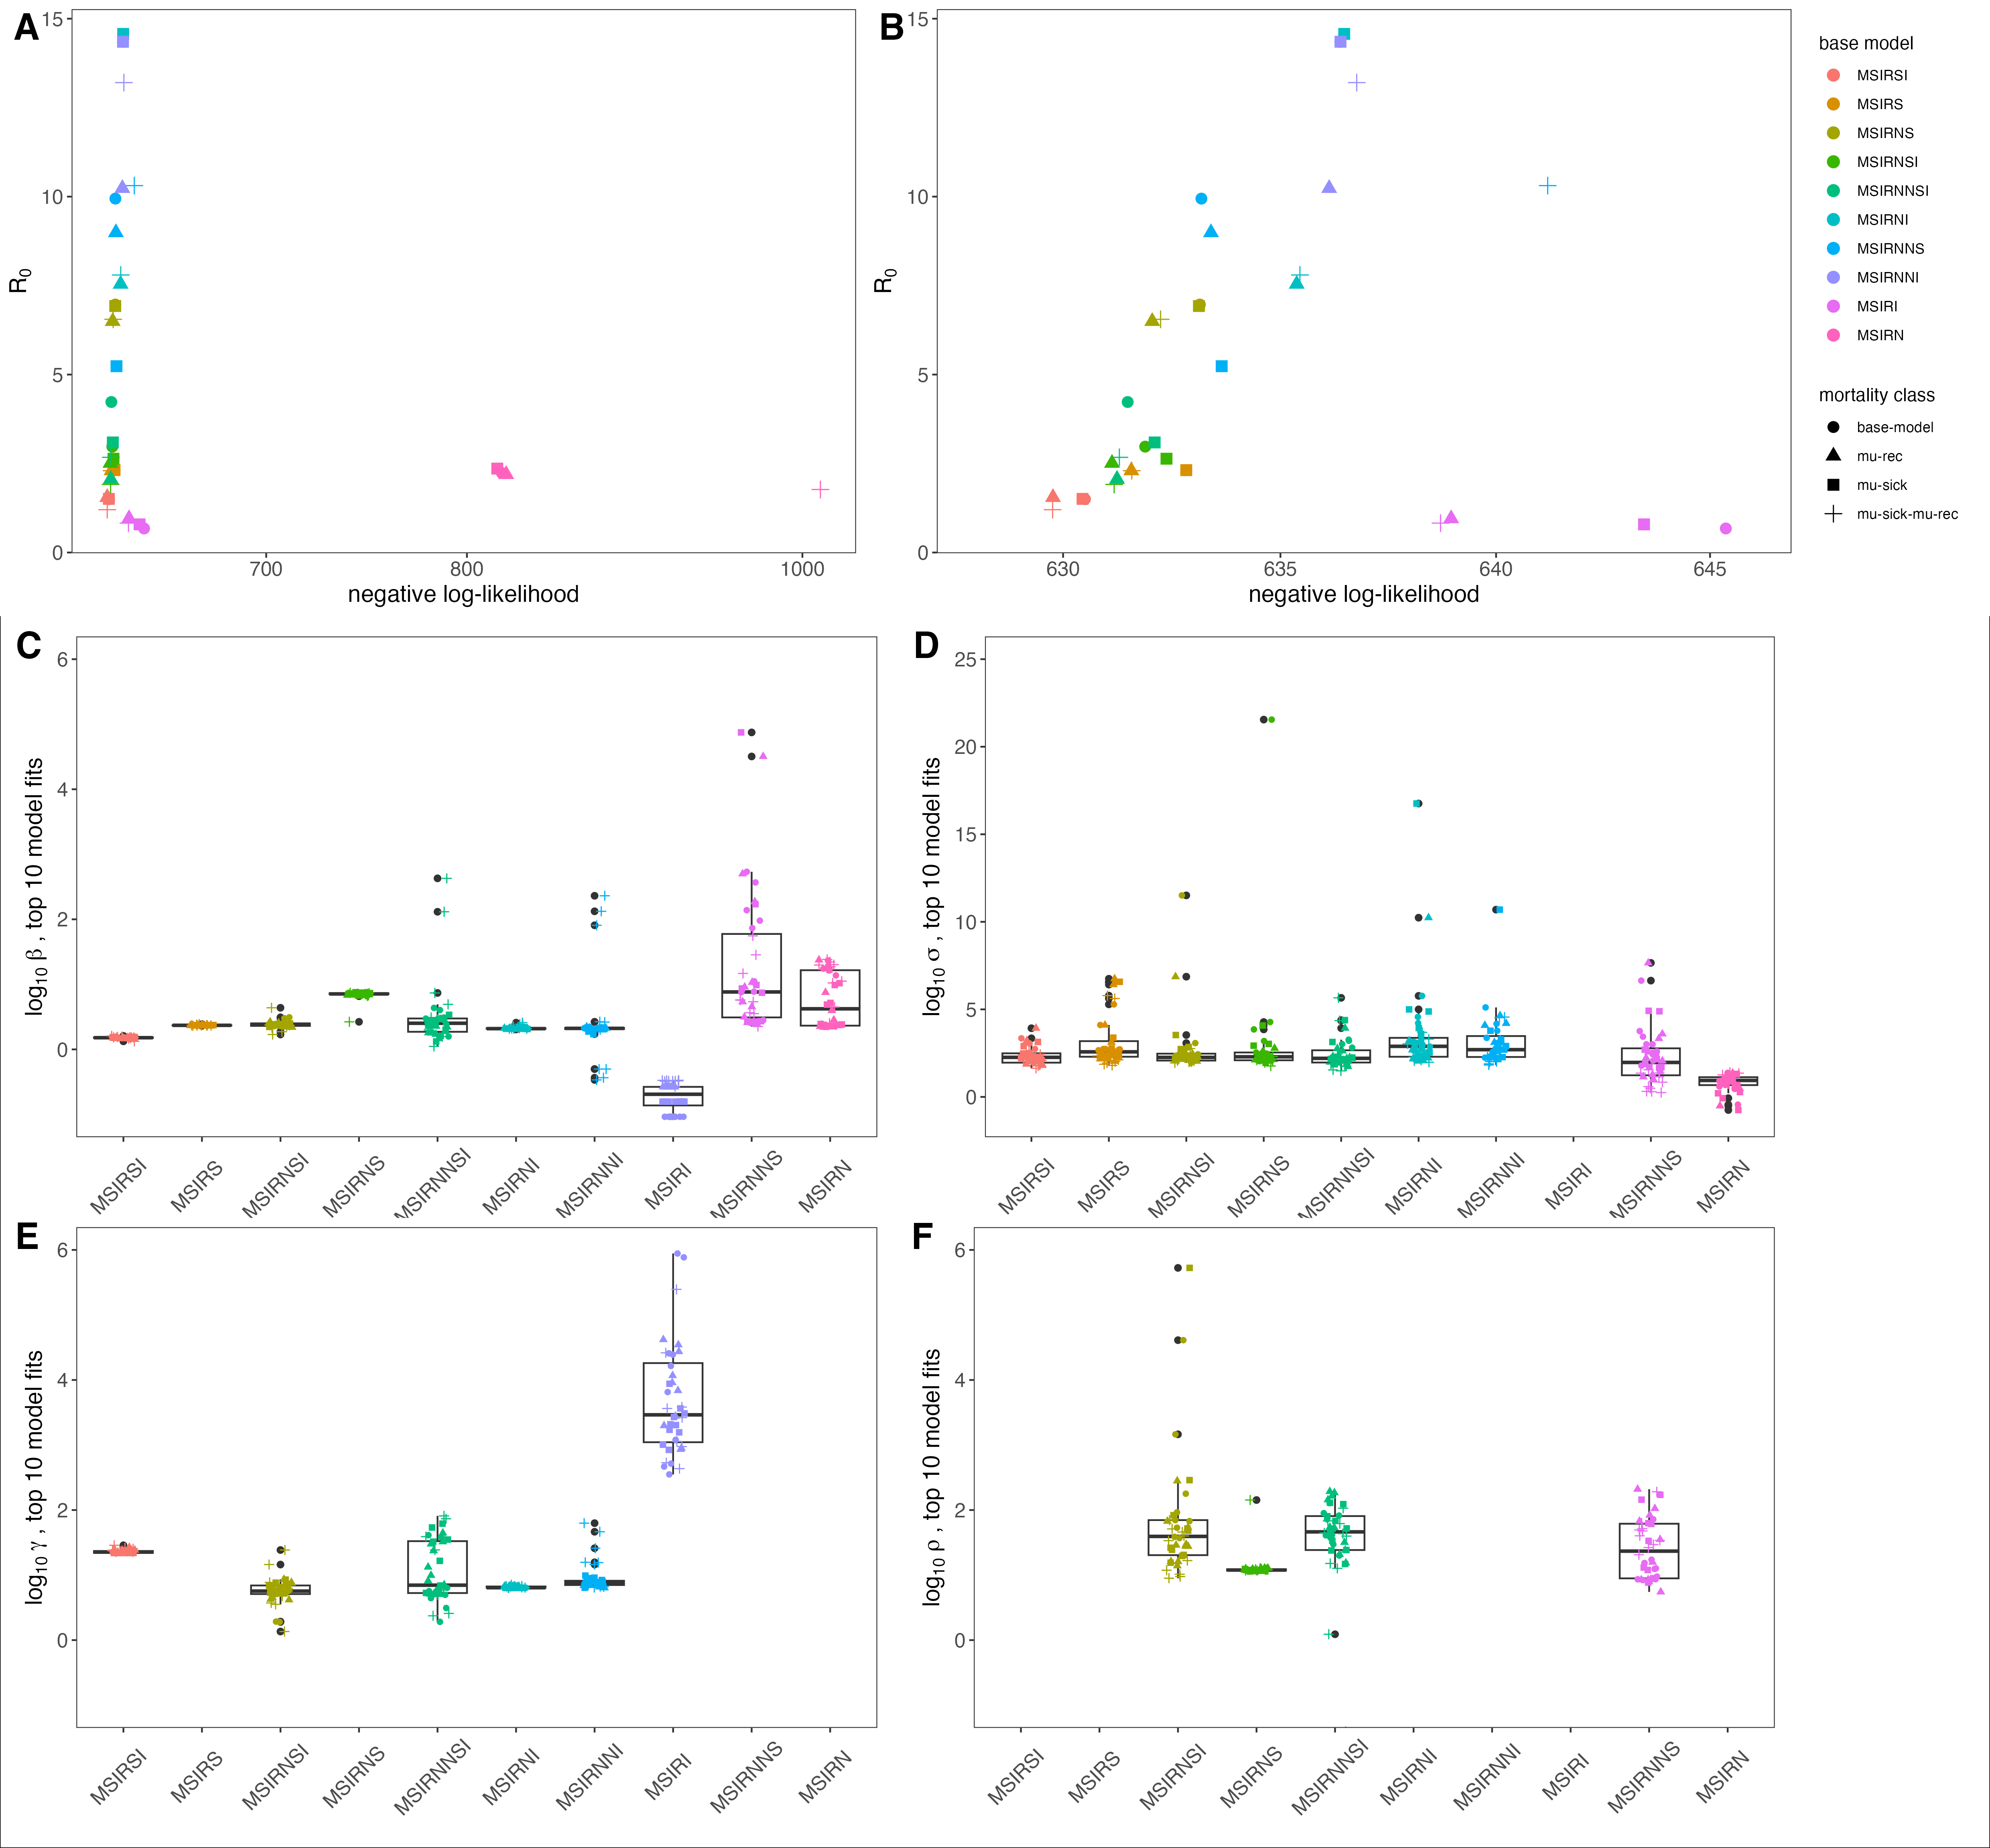 A
15
10
5
0
R0
700
800
1000
negative log-likelihood
B
15
10
5
0
R0
630
635
640
645
negative log-likelihood
base model
MSIRSI
MSIRS
MSIRNS
MSIRNSI
MSIRNNSI
MSIRNI
MSIRNNS
MSIRNNI
MSIRI
MSIRN
mortality class
base-model
mu-rec
mu-sick
mu-sick-mu-rec
C
6
4
2
0
log10 β , top 10 model fits
MSIRSI
MSIRS
MSIRNSI
MSIRNS
MSIRNNSI
MSIRNI
MSIRNNI
MSIRI
MSIRNNS
MSIRN
D
25
20
15
10
5
0
log10 σ , top 10 model fits
MSIRSI
MSIRS
MSIRNSI
MSIRNS
MSIRNNSI
MSIRNI
MSIRNNI
MSIRI
MSIRNNS
MSIRN
E
6
4
2
0
log10 γ , top 10 model fits
MSIRSI
MSIRS
MSIRNSI
MSIRNS
MSIRNNSI
MSIRNI
MSIRNNI
MSIRI
MSIRNNS
MSIRN
F
6
4
2
0
log10 ρ , top 10 model fits
MSIRSI
MSIRS
MSIRNSI
MSIRNS
MSIRNNSI
MSIRNI
MSIRNNI
MSIRI
MSIRNNS
MSIRN